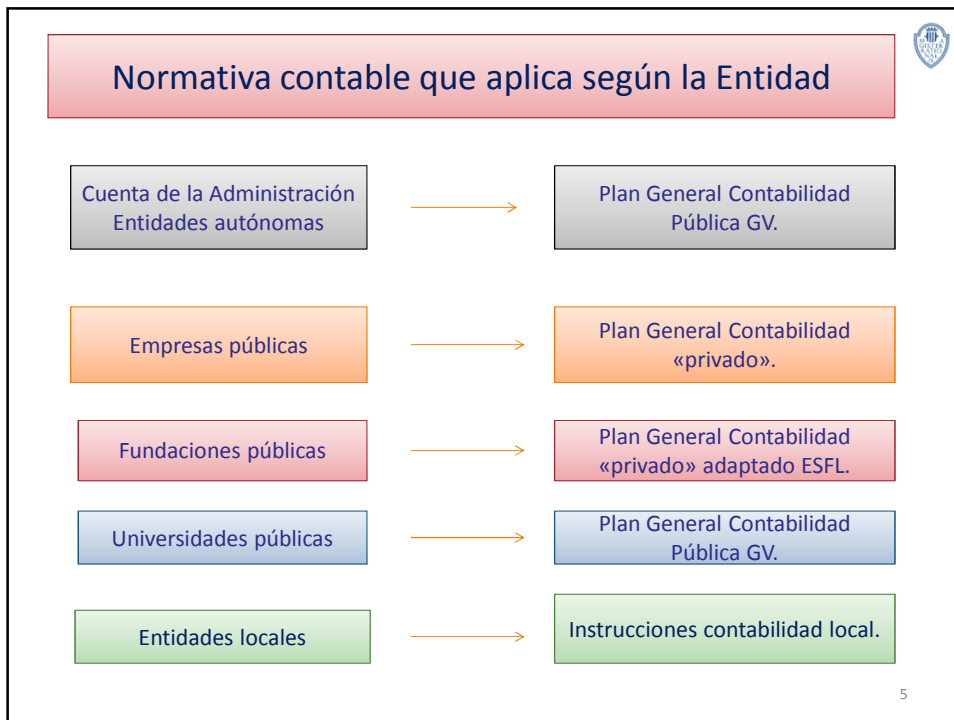 Normativa contable que aplica según la Entidad
Cuenta de la Administración
Entidades autónomas
Plan General Contabilidad
Pública GV.
Empresas públicas
Plan General Contabilidad
«privado».
Fundaciones públicas
Plan General Contabilidad
«privado» adaptado ESFL.
Universidades públicas
Plan General Contabilidad
Pública GV.
Entidades locales
Instrucciones contabilidad local.
5